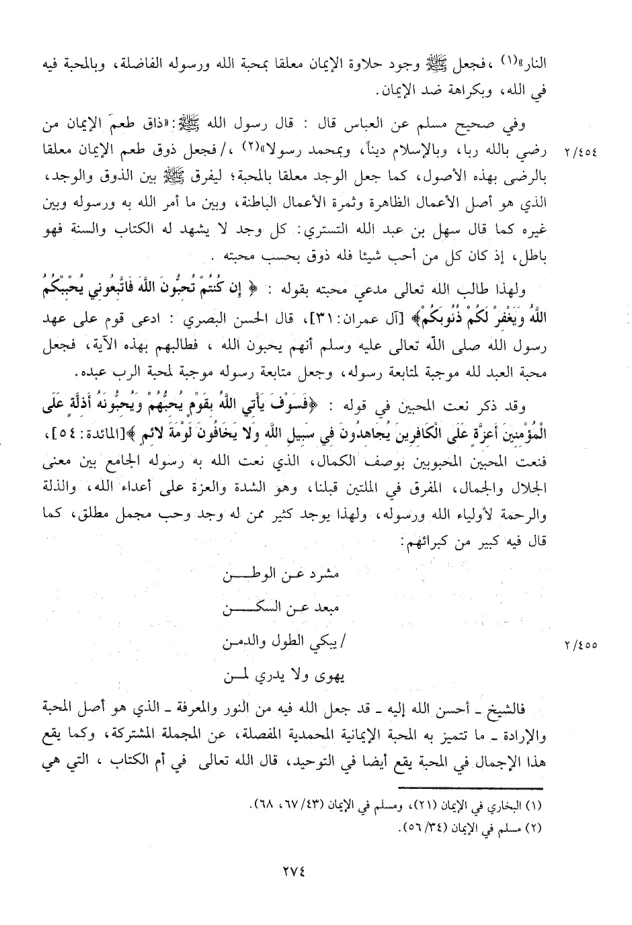 النار»(١) ،فجعل ﷺ وجود حلاوة الإيمان معلقا بمحبة الله ورسوله الفاضلة، وبالمحبة فيه
في الله، وبكراهة ضد الإيمان.
وفي صحيح مسلم عن العباس قال : قال رسول الله ﷺ:«ذاق طعم الإيمان من
٢/٤٥٤ رضي بالله ربا، وبالإسلام ديناً، وبمحمد رسولا»(٢) ،/فجعل ذوق طعم الإيمان معلقا
بالرضى بهذه الأصول، كما جعل الوجد معلقا بالمحبة؛ ليفرق ﷺ بين الذوق والوجد،
الذي هو أصل الأعمال الظاهرة وثمرة الأعمال الباطنة، وبين ما أمر الله به ورسوله وبين
غيره كما قال سهل بن عبد الله التستري: كل وجد لا يشهد له الكتاب والسنة فهو
باطل، إذ كان كل من أحب شيئا فله ذوق بحسب محبته .
ولهذا طالب الله تعالى مدعي محبته بقوله : ﴿ إِن كُنتُمْ تُحِبُّونَ اللَّهَ فَاتَّبِعُونِي يُحْبِبْكُمُ
اللَّهُ وَيَغْفِرْ لَكُمْ ذُنُوبَكُمْ﴾ [آل عمران:٣١]، قال الحسن البصري : ادعى قوم على عهد
رسول الله صلى الله تعالى عليه وسلم أنهم يحبون الله ، فطالبهم بهذه الآية، فجعل
محبة العبد لله موجبة لمتابعة رسوله، وجعل متابعة رسوله موجبة لمحبة الرب عبده.
وقد ذكر نعت المحبين في قوله : ﴿فَسَوْفَ يَأْتِي اللَّهُ بِقَوْمٍ يُحِبُّهُمْ وَيُحِبُّونَهُ أَذِلَّةٍ عَلَى
الْمُؤْمِنِينَ أَعِزَّةٍ عَلَى الْكَافِرِينَ يُجَاهِدُونَ فِي سَبِيلِ اللَّهِ وَلا يَخَافُونَ لَوْمَةَ لائِمٍ ﴾[المائدة:٥٤]،
فنعت المحبين المحبوبين بوصف الكمال، الذي نعت الله به رسوله الجامع بين معنى
الجلال والجمال، المفرق في الملتين قبلنا، وهو الشدة والعزة على أعداء الله، والذلة
والرحمة لأولياء الله ورسوله، ولهذا يوجد كثير ممن له وجد وحب مجمل مطلق، كما
قال فيه كبير من كبرائهم:
مشرد عـن الوطـــن
مبعد عـن السكـــن
٢/٤٥٥ /يبكي الطول والدمـن
يهوى ولا يدري لمـــن
فالشيخ ـ أحسن الله إليه ـ قد جعل الله فيه من النور والمعرفة ـ الذي هو أصل المحبة
والإرادة ـ ما تتميز به المحبة الإيمانية المحمدية المفصلة، عن المجملة المشتركة، وكما يقع
هذا الإجمال في المحبة يقع أيضا في التوحيد، قال الله تعالى في أم الكتاب ، التي هي
(١) البخاري في الإيمان (٢١)، ومسلم في الإيمان (٦٧/٤٣، ٦٨).
(٢) مسلم في الإيمان (٥٦/٣٤).
٢٧٤